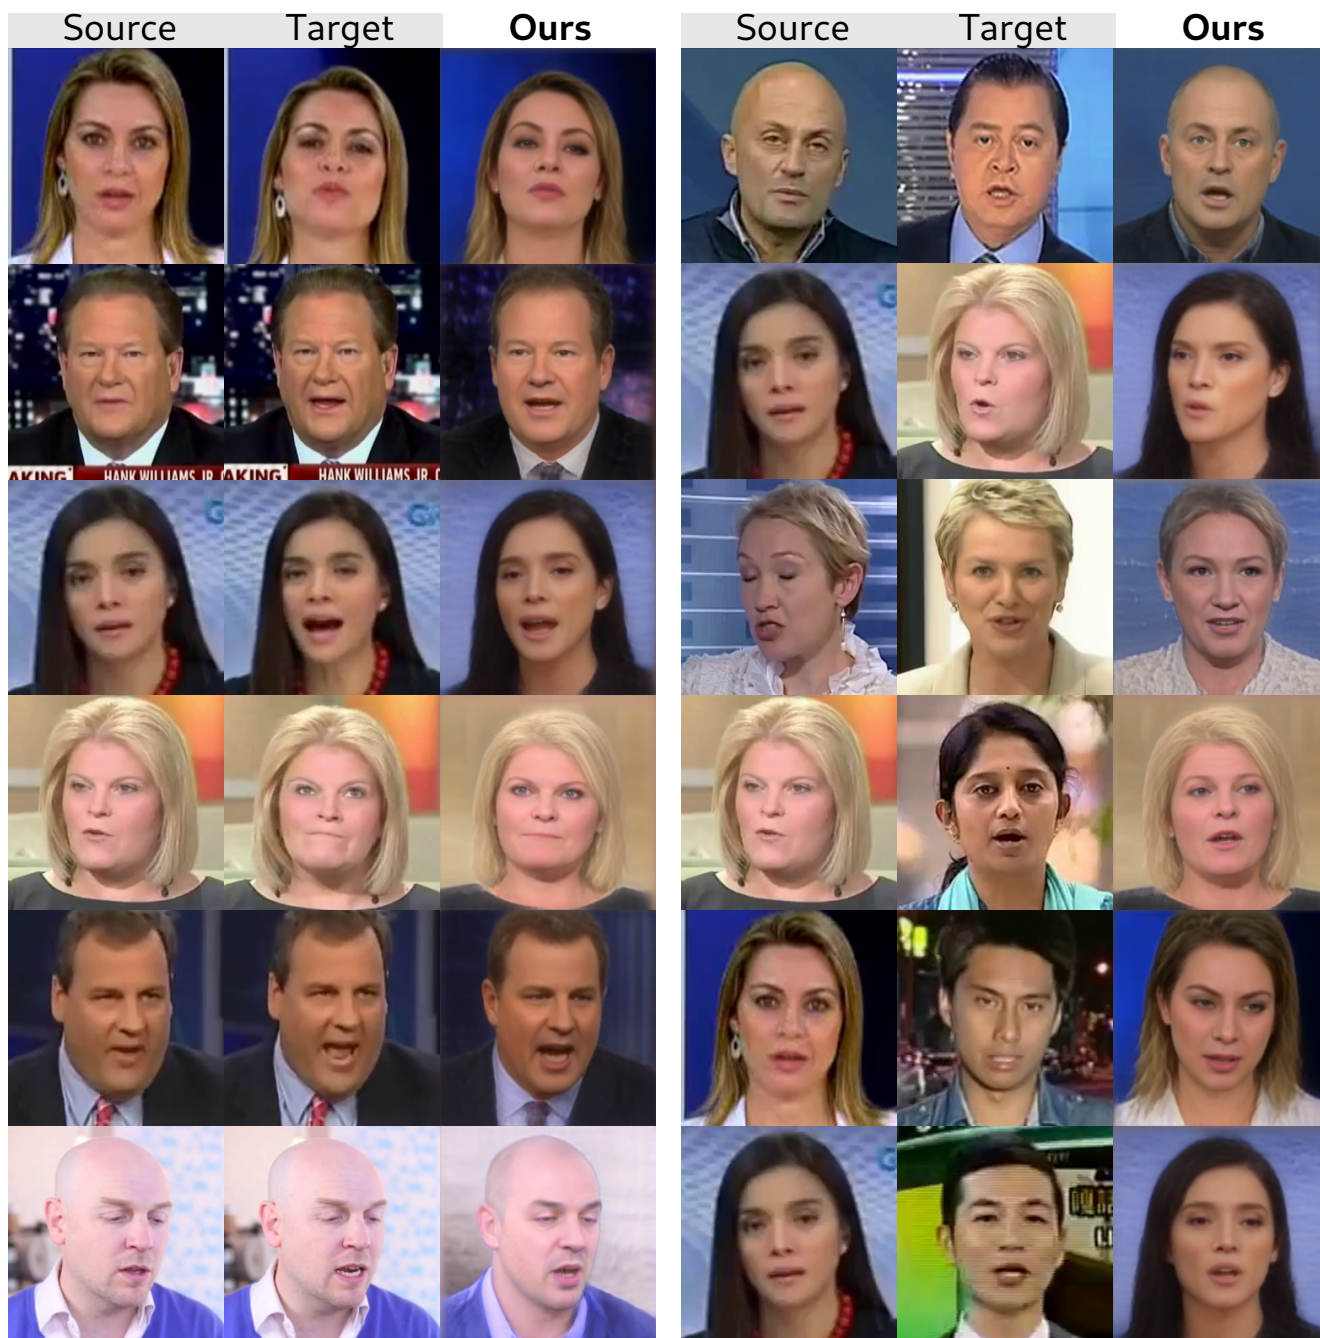 Source Target Ours Source Target Ours
AKING HANK WILLIAMS, JR. C AKING HANK WILLIAMS, JR. C